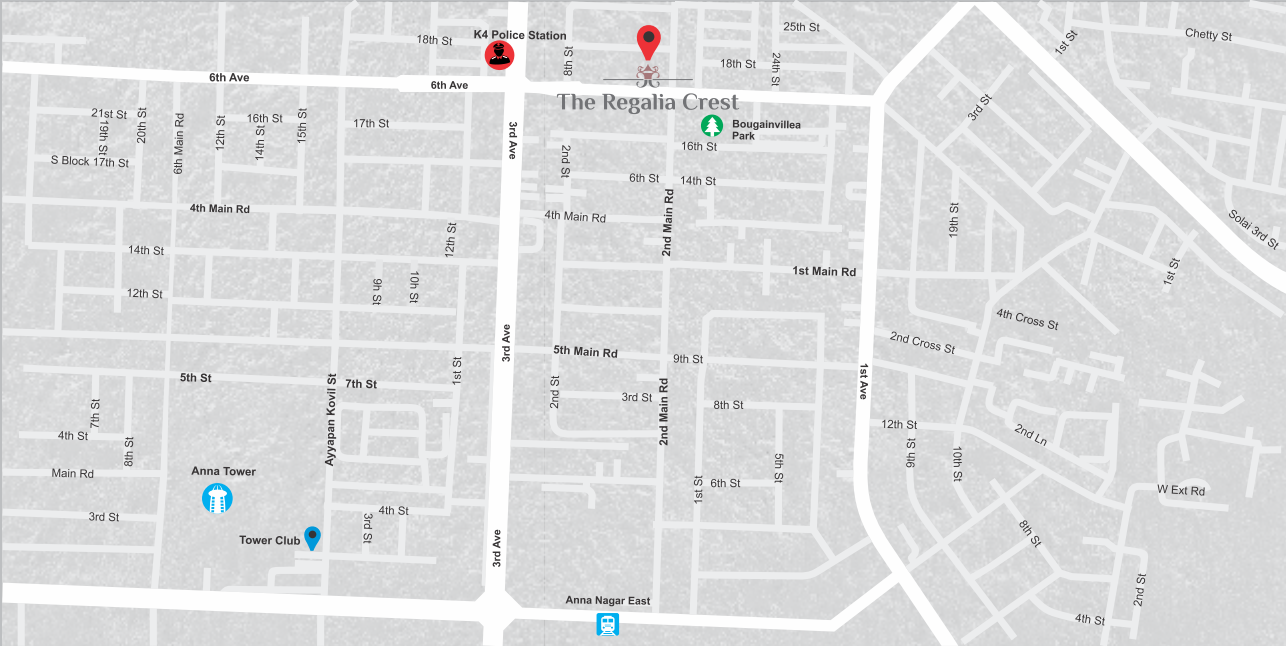 K4 Police Station
18th St
8th St
25th St
Chetty St
1st St
18th St
24th St
6th Ave
6th Ave
The Regalia Crest
3rd St
21st St
19th St
20th St
6th Main Rd
12th St
16th St
14th St
15th St
17th St
3rd Ave
Bougainvillea
Park
16th St
S Block 17th St
2nd St
6th St
14th St
4th Main Rd
4th Main Rd
2nd Main Rd
19th St
Solai 3rd St
14th St
12th St
1st Main Rd
1st St
12th St
9th St
10th St
4th Cross St
2nd Cross St
3rd Ave
5th Main Rd
9th St
5th St
Ayyapan Kovil St
7th St
1st St
2nd St
3rd St
2nd Main Rd
8th St
1st Ave
7th St
4th St
8th St
12th St
9th St
10th St
2nd Ln
Main Rd
Anna Tower
1st St
6th St
5th St
W Ext Rd
3rd St
4th St
3rd St
8th St
Tower Club
3rd Ave
Anna Nagar East
2nd St
4th St